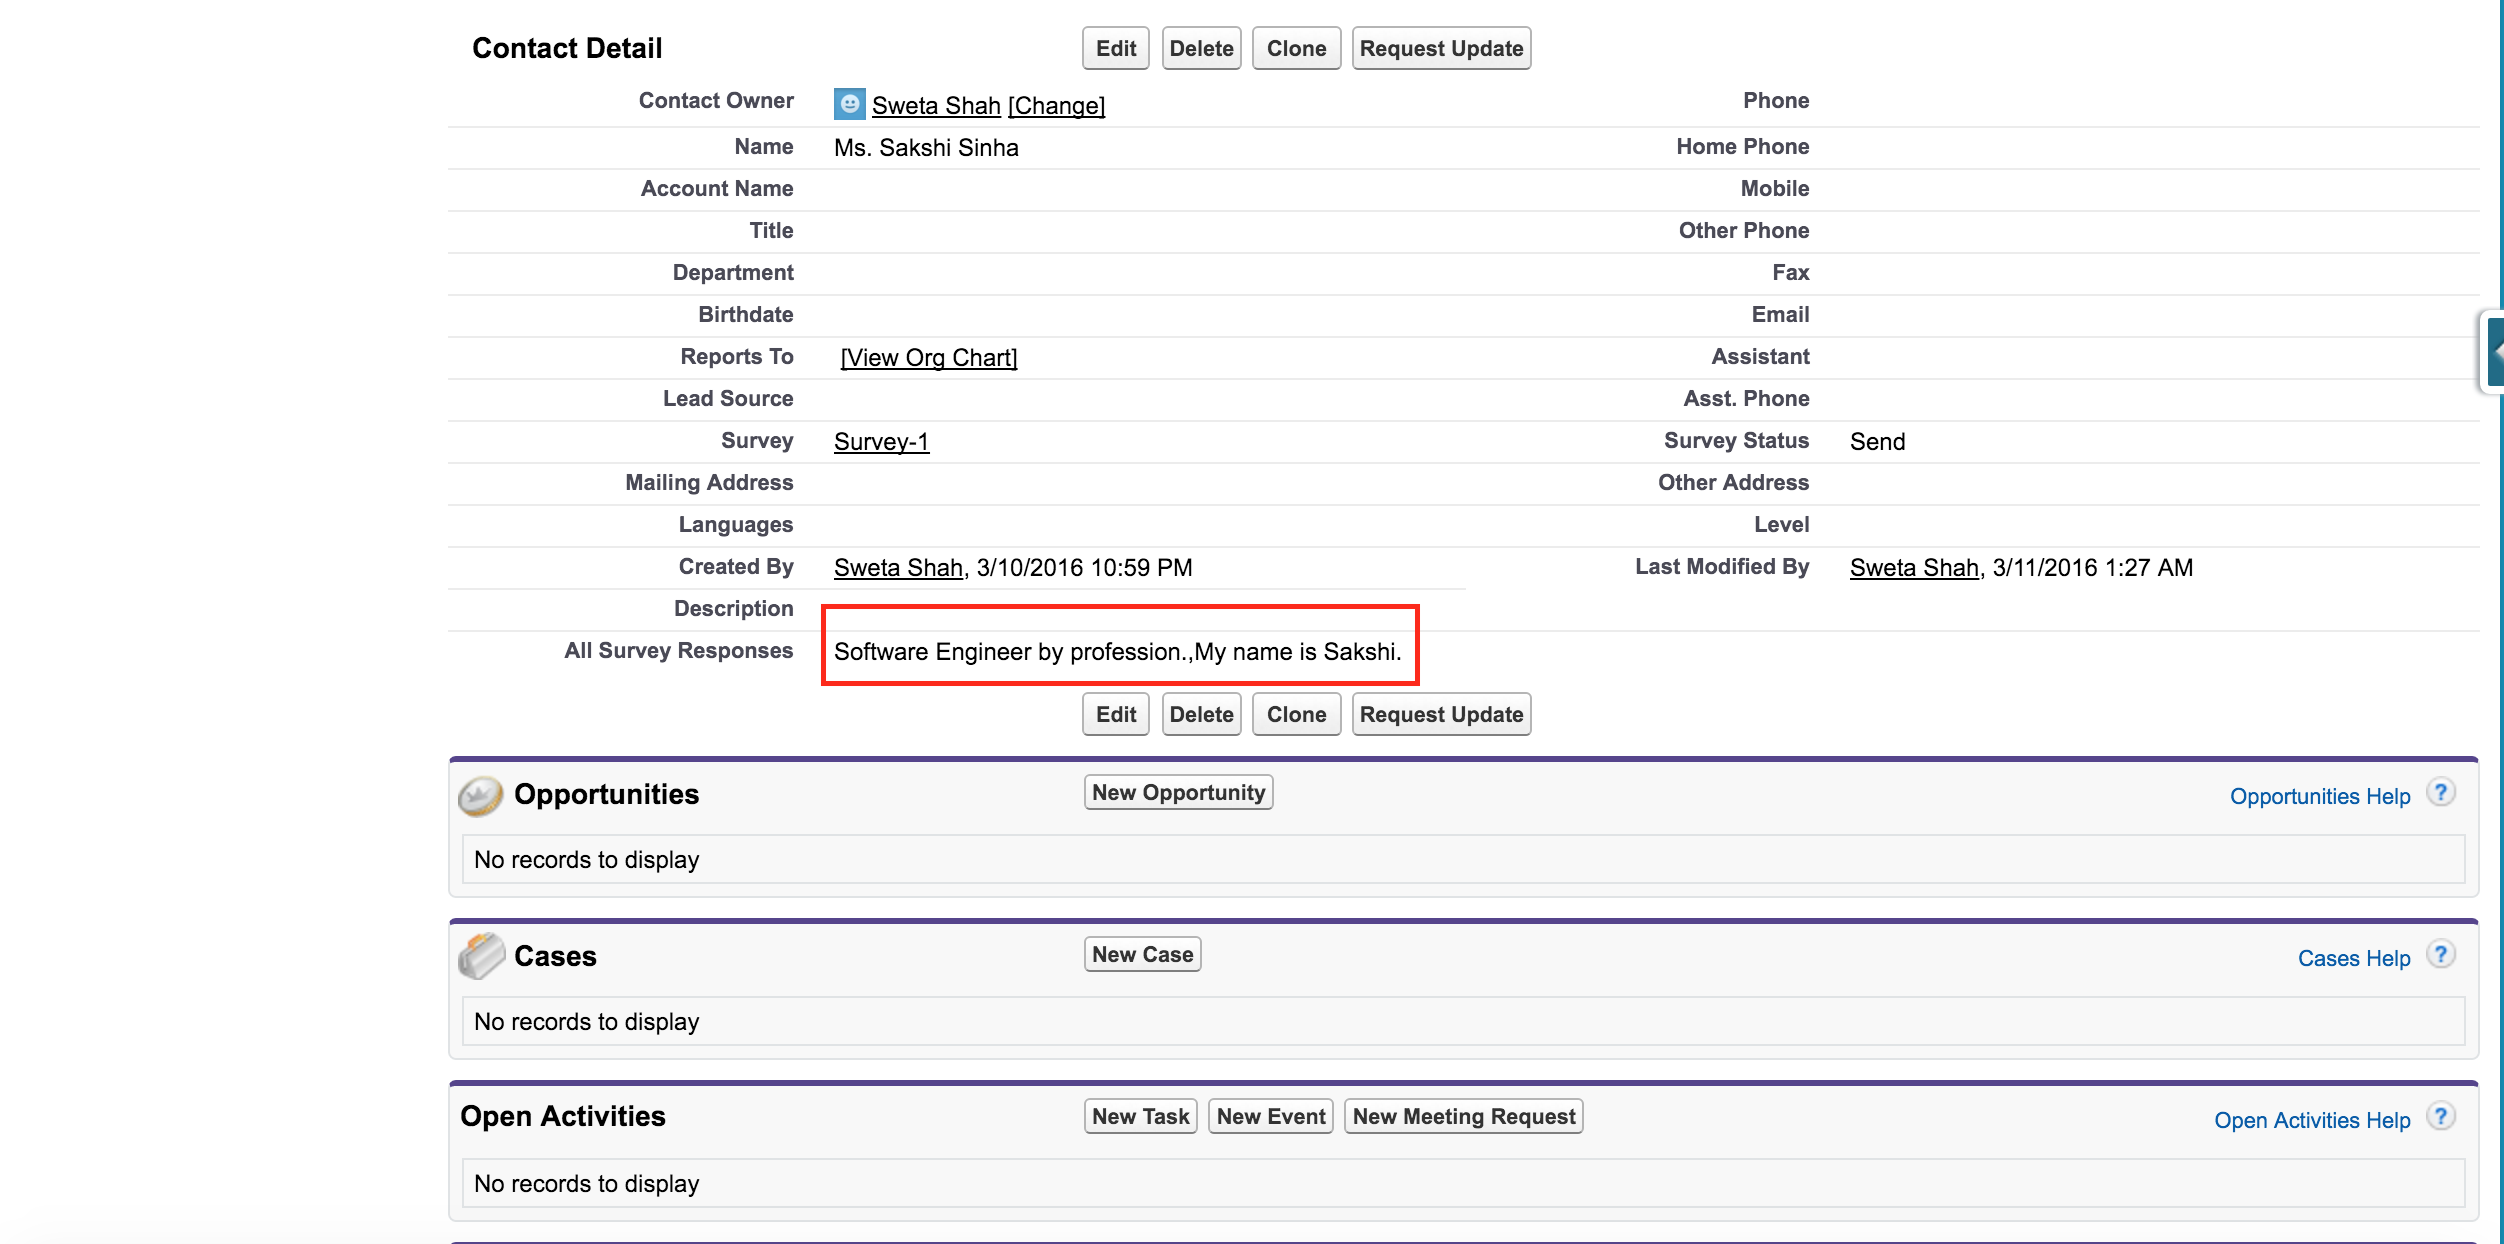 Contact Detail
Edit Delete Clone Request Update
Contact Owner Sweta Shah [Change] Phone
Name Ms. Sakshi Sinha Home Phone
Account Name Mobile
Title Other Phone
Department Fax
Birthdate Email
Reports To [View Org Chart] Assistant
Lead Source Asst. Phone
Survey Survey-1 Survey Status Send
Mailing Address Other Address
Languages Level
Created By Sweta Shah, 3/10/2016 10:59 PM Last Modified By Sweta Shah, 3/11/2016 1:27 AM
Description
All Survey Responses Software Engineer by profession.,My name is Sakshi.
Edit Delete Clone Request Update
Opportunities New Opportunity Opportunities Help ?
No records to display
Cases New Case Cases Help ?
No records to display
Open Activities New Task New Event New Meeting Request Open Activities Help ?
No records to display